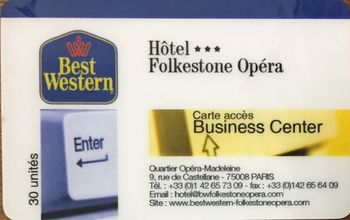 Best
Western
Hôtel ★★★
Folkestone Opéra
Carte accès
Business Center
Enter
30 unités
Quartier Opéra-Madeleine
9, rue de Castellane - 75008 PARIS
Tél. : +33 (0)1 42 65 73 09 - fax : +33 (0)142 65 64 09
Email : hotel@bwfolkestoneopera.com
Site : www.bestwestern-folkestoneopera.com